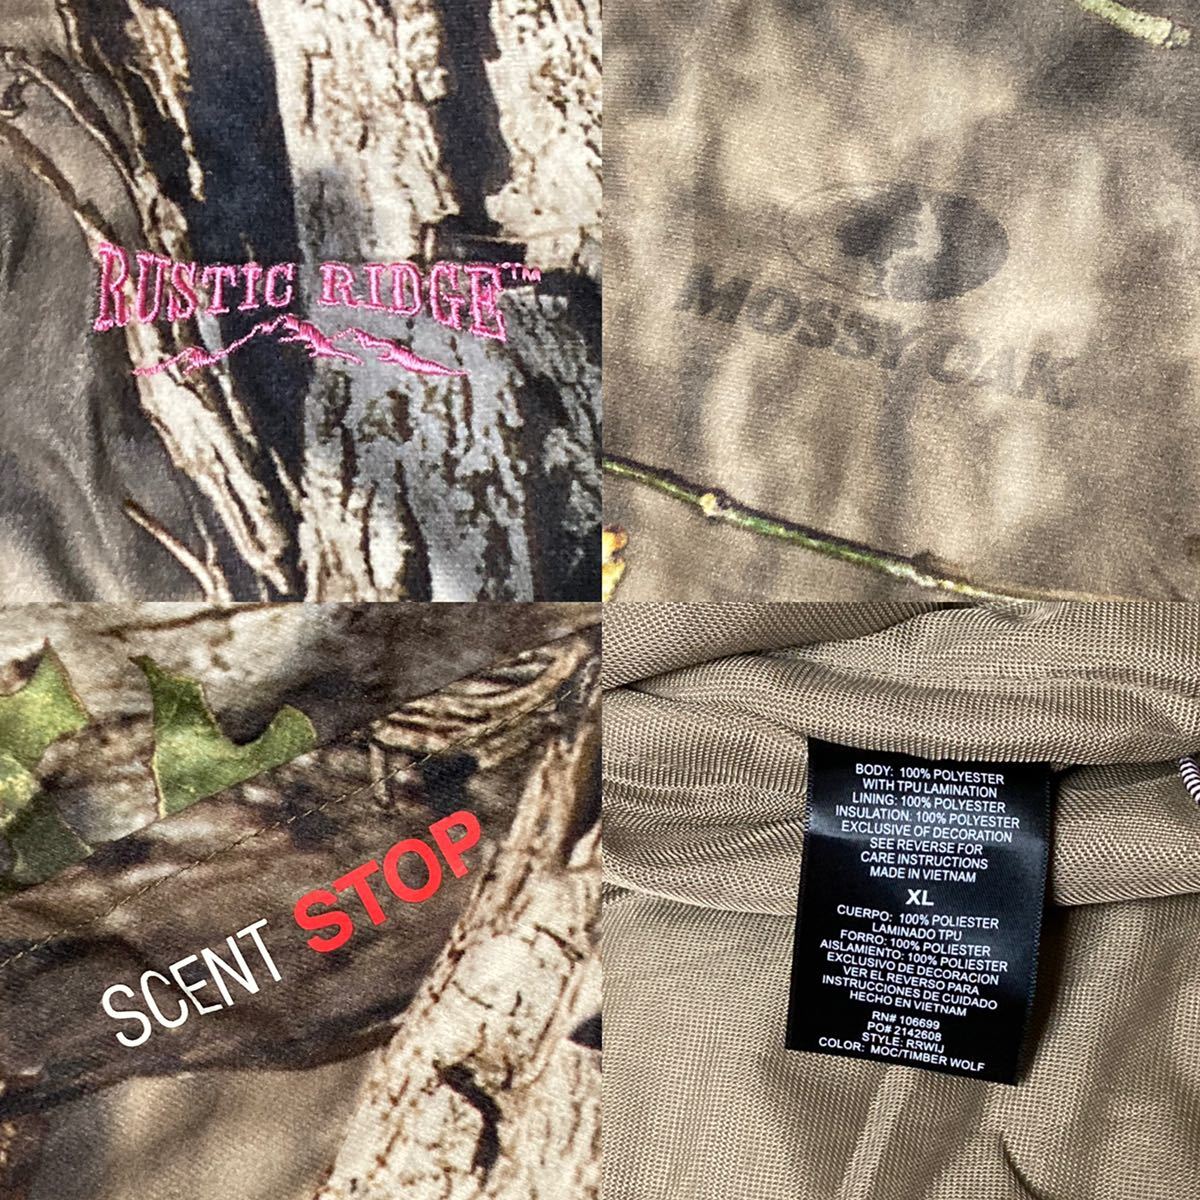 RUSTIC RIDGE™
MOSSY OAK
SCENT STOP
BODY: 100% POLYESTER
WITH TPU LAMINATION
LINING: 100% POLYESTER
INSULATION: 100% POLYESTER
EXCLUSIVE OF DECORATION
SEE REVERSE FOR
CARE INSTRUCTIONS
MADE IN VIETNAM
XL
CUERPO: 100% POLIESTER
LAMINADO TPU
FORRO: 100% POLIESTER
AISLAMIENTO: 100% POLIESTER
EXCLUSIVO DE DECORACION
VER EL REVERSO PARA
INSTRUCCIONES DE CUIDADO
HECHO EN VIETNAM
RN# 106699
PO# 2142608
STYLE: RRWIJ
COLOR: MOC/TIMBER WOLF